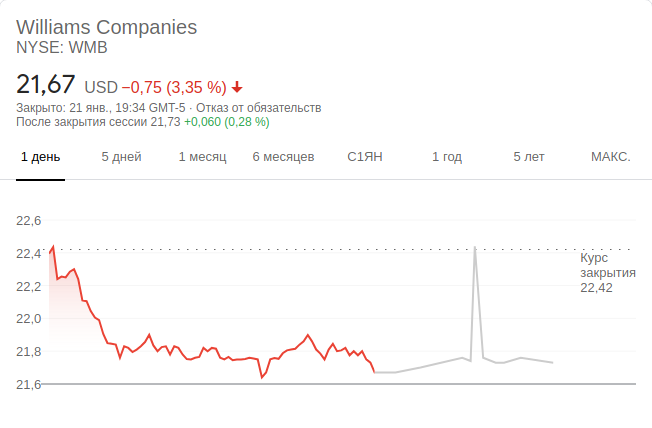 Williams Companies
NYSE: WMB
21,67 USD −0,75 (3,35 %)
Закрыто: 21 янв., 19:34 GMT-5 · Отказ от обязательств
После закрытия сессии 21,73 +0,060 (0,28 %)
1 день 5 дней 1 месяц 6 месяцев С1ЯН 1 год 5 лет МАКС.
22,6
22,4
Курс
закрытия
22,42
22,2
22,0
21,8
21,6